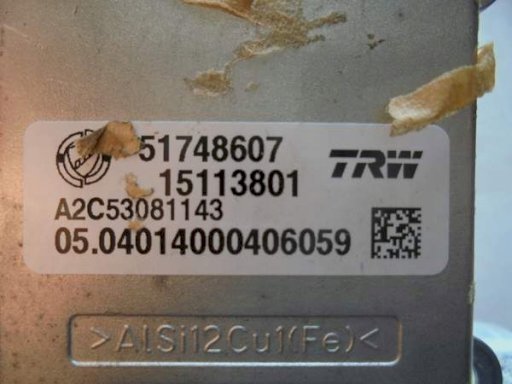 51748607
TRW
15113801
A2C53081143
05.04014000406059
>AlSi12Cu1(Fe)<